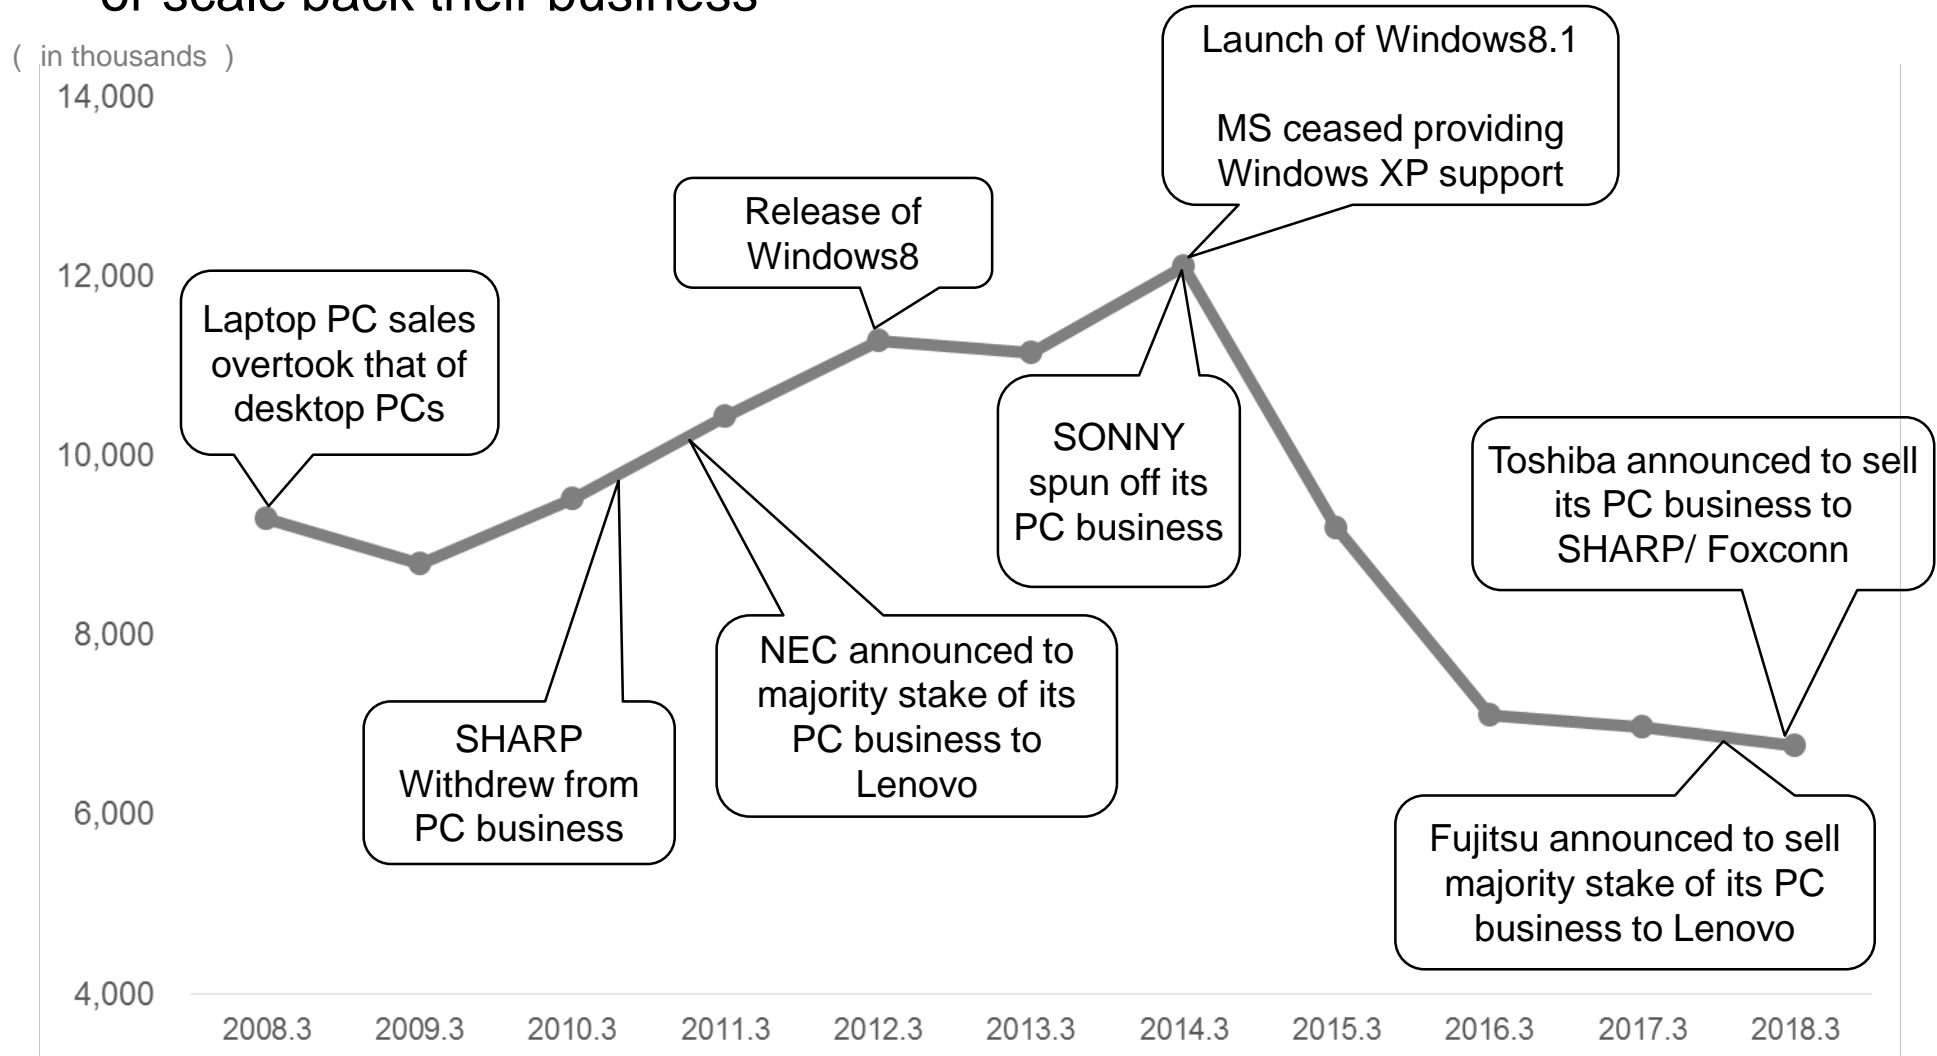 or scale back their business
( in thousands )
14,000
12,000
10,000
8,000
6,000
4,000
Laptop PC sales
overtook that of
desktop PCs
Release of
Windows8
Launch of Windows8.1
MS ceased providing
Windows XP support
SONNY
spun off its
PC business
Toshiba announced to sell
its PC business to
SHARP/ Foxconn
SHARP
Withdrew from
PC business
NEC announced to
majority stake of its
PC business to
Lenovo
Fujitsu announced to sell
majority stake of its PC
business to Lenovo
2008.3 2009.3 2010.3 2011.3 2012.3 2013.3 2014.3 2015.3 2016.3 2017.3 2018.3